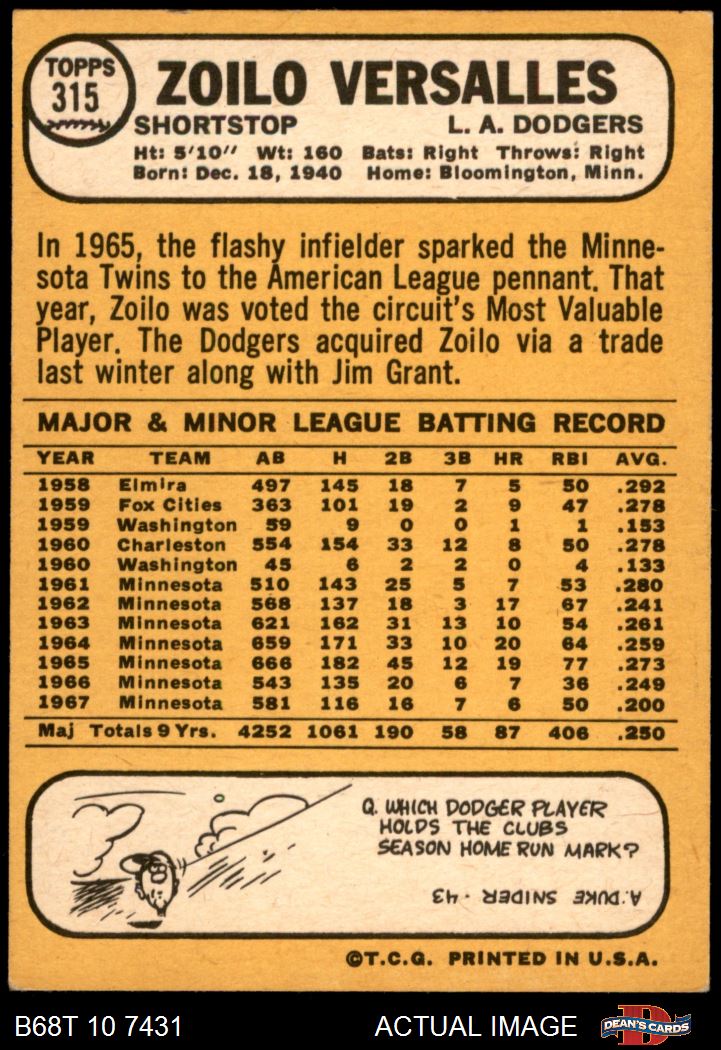 TOPPS
315
ZOILO VERSALLES
SHORTSTOP L. A. DODGERS
Ht: 5'10" Wt: 160 Bats: Right Throws: Right
Born: Dec. 18, 1940 Home: Bloomington, Minn.
In 1965, the flashy infielder sparked the Minne-
sota Twins to the American League pennant. That
year, Zoilo was voted the circuit's Most Valuable
Player. The Dodgers acquired Zoilo via a trade
last winter along with Jim Grant.
MAJOR & MINOR LEAGUE BATTING RECORD
YEAR TEAM AB H 2B 3B HR RBI AVG.
1958 Elmira 497 145 18 7 5 50 .292
1959 Fox Cities 363 101 19 2 9 47 .278
1959 Washington 59 9 0 0 1 1 .153
1960 Charleston 554 154 33 12 8 50 .278
1960 Washington 45 6 2 2 0 4 .133
1961 Minnesota 510 143 25 5 7 53 .280
1962 Minnesota 568 137 18 3 17 67 .241
1963 Minnesota 621 162 31 13 10 54 .261
1964 Minnesota 659 171 33 10 20 64 .259
1965 Minnesota 666 182 45 12 19 77 .273
1966 Minnesota 543 135 20 6 7 36 .249
1967 Minnesota 581 116 16 7 6 50 .200
Maj Totals 9 Yrs. 4252 1061 190 58 87 406 .250
Q. WHICH DODGER PLAYER
HOLDS THE CLUBS
SEASON HOME RUN MARK?
A. DUKE SNIDER - 43
©T.C.G. PRINTED IN U.S.A.
B68T 10 7431 ACTUAL IMAGE
D
DEAN'S CARDS